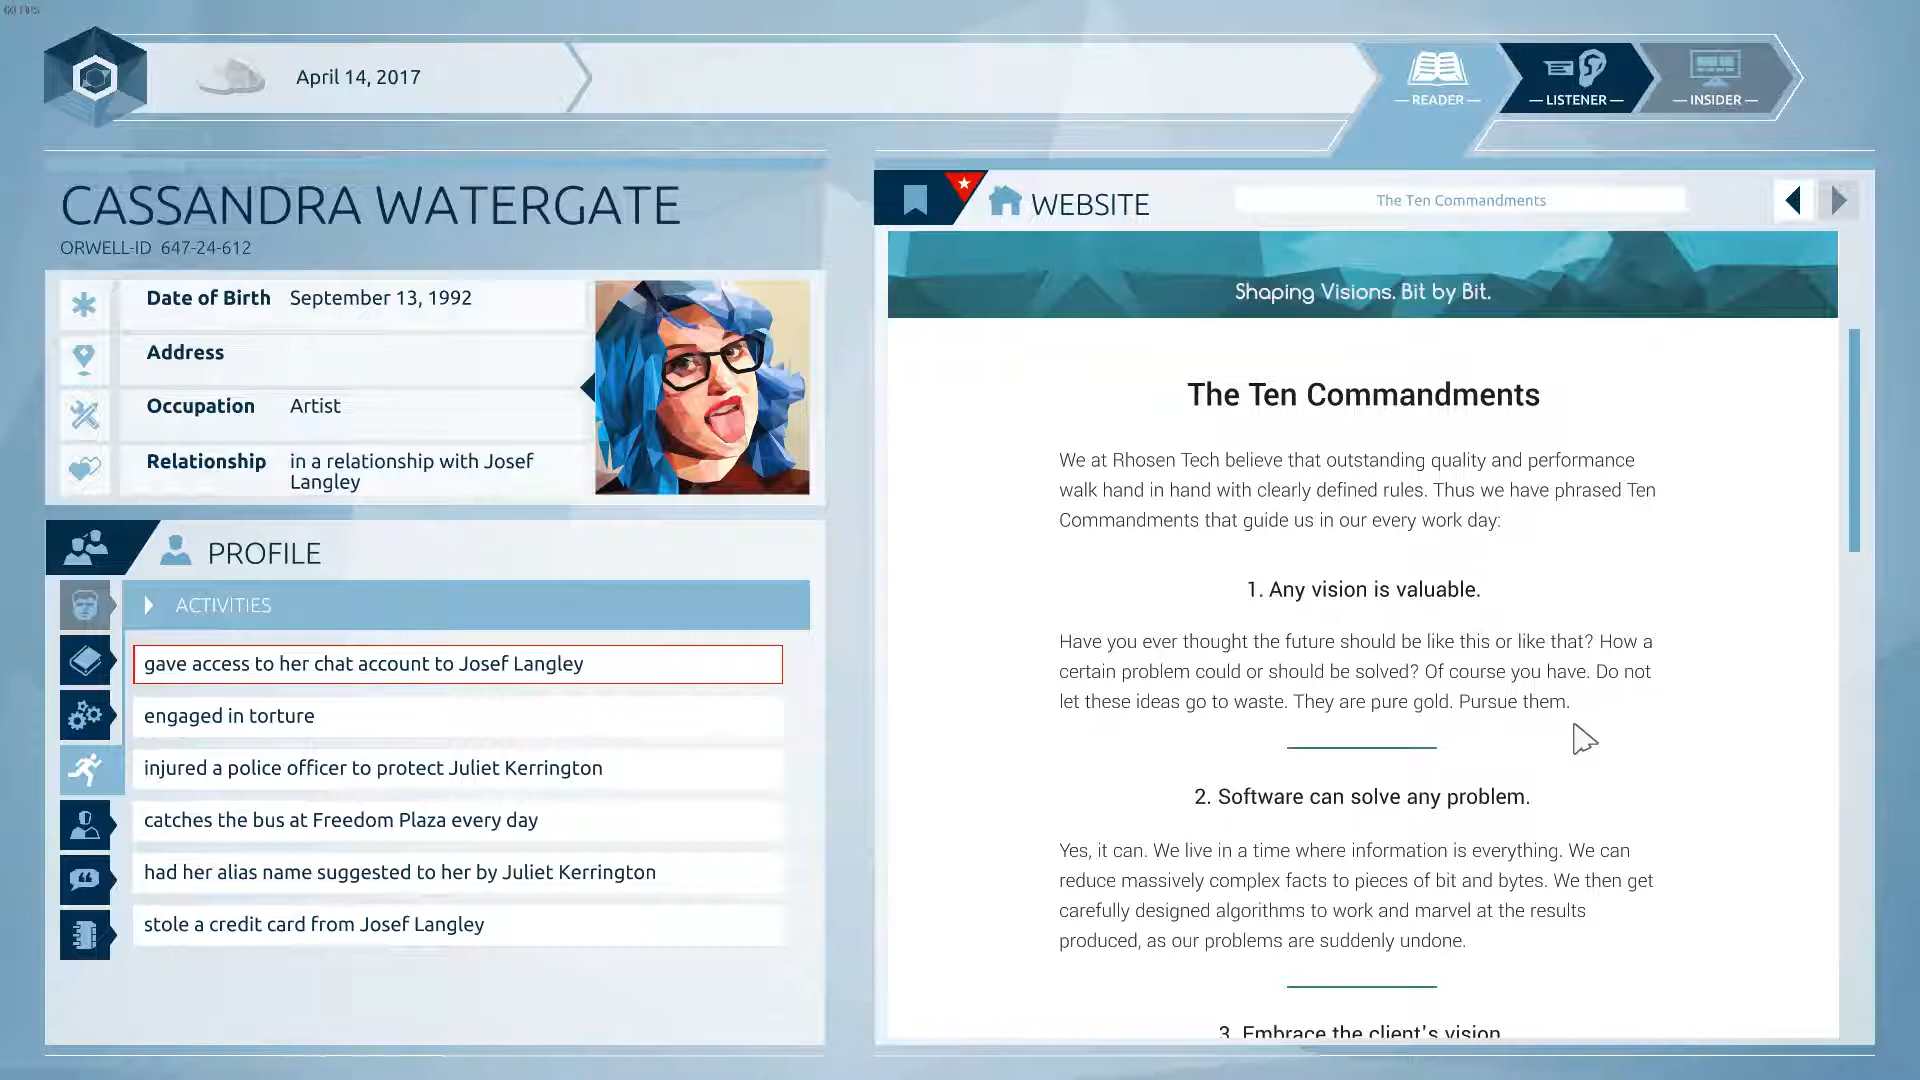 60 FPS
April 14, 2017
— READER —
— LISTENER —
— INSIDER —
CASSANDRA WATERGATE
ORWELL-ID 647-24-612
Date of Birth September 13, 1992
Address
Occupation Artist
Relationship in a relationship with Josef
Langley
PROFILE
ACTIVITIES
gave access to her chat account to Josef Langley
engaged in torture
injured a police officer to protect Juliet Kerrington
catches the bus at Freedom Plaza every day
had her alias name suggested to her by Juliet Kerrington
stole a credit card from Josef Langley
WEBSITE
The Ten Commandments
Shaping Visions. Bit by Bit.
The Ten Commandments
We at Rhosen Tech believe that outstanding quality and performance
walk hand in hand with clearly defined rules. Thus we have phrased Ten
Commandments that guide us in our every work day:
1. Any vision is valuable.
Have you ever thought the future should be like this or like that? How a
certain problem could or should be solved? Of course you have. Do not
let these ideas go to waste. They are pure gold. Pursue them.
2. Software can solve any problem.
Yes, it can. We live in a time where information is everything. We can
reduce massively complex facts to pieces of bit and bytes. We then get
carefully designed algorithms to work and marvel at the results
produced, as our problems are suddenly undone.
3. Embrace the client's vision